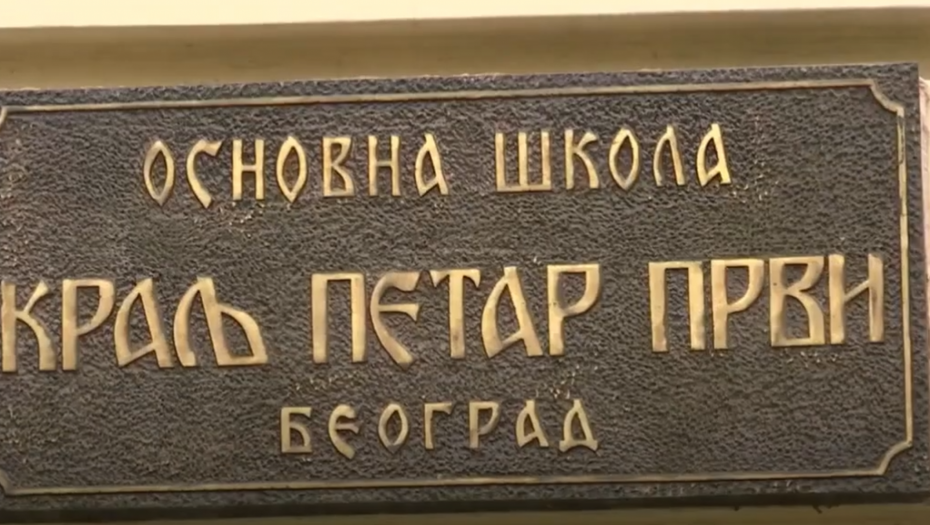 ОСНОВНА ШКОЛА
КРАЉ ПЕТАР ПРВИ
БЕОГРАД